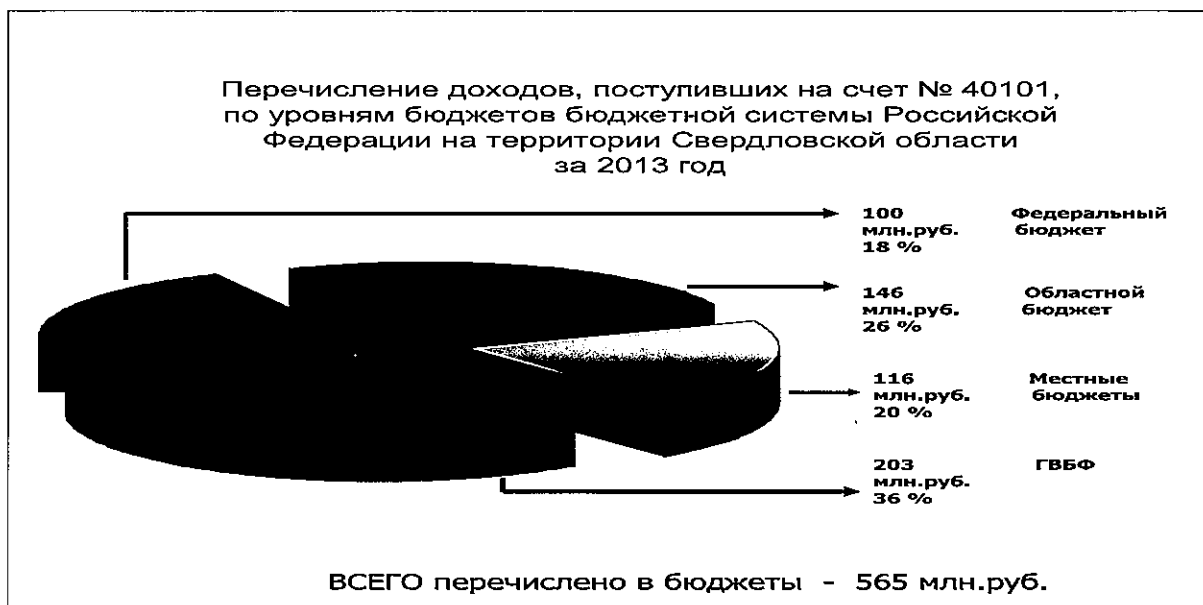 Перечисление доходов, поступивших на счет № 40101,
по уровням бюджетов бюджетной системы Российской
Федерации на территории Свердловской области
за 2013 год
100 Федеральный
млн.руб. бюджет
18 %
146 Областной
млн.руб. бюджет
26 %
116 Местные
млн.руб. бюджеты
20 %
203 ГВБФ
млн.руб.
36 %
ВСЕГО перечислено в бюджеты - 565 млн.руб.